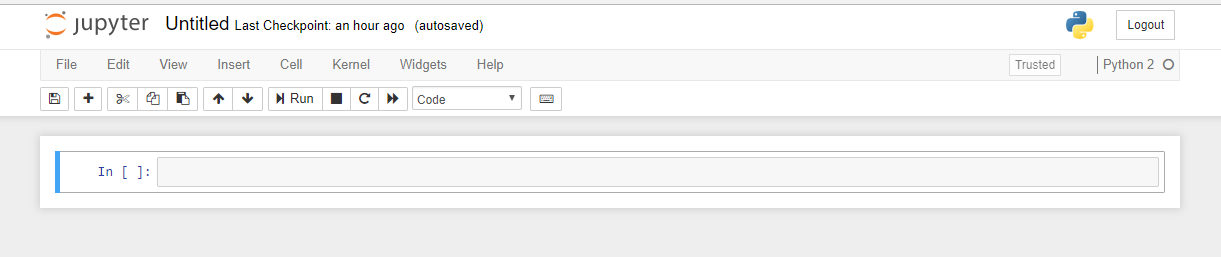 jupyter Untitled Last Checkpoint: an hour ago (autosaved) Logout
File Edit View Insert Cell Kernel Widgets Help Trusted Python 2
Run Code
In [ ]: